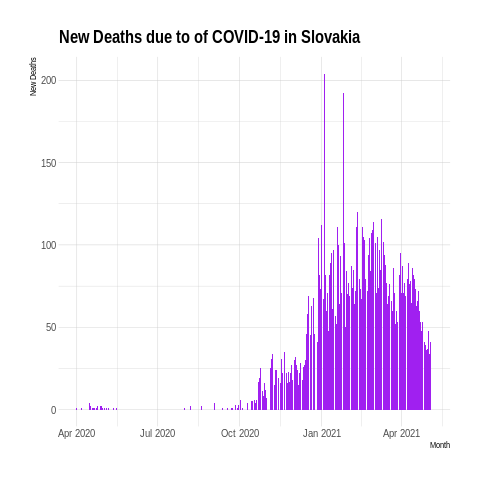 New Deaths due to of COVID-19 in Slovakia
New Deaths
200
150
100
50
0
Apr 2020 Jul 2020 Oct 2020 Jan 2021 Apr 2021
Month